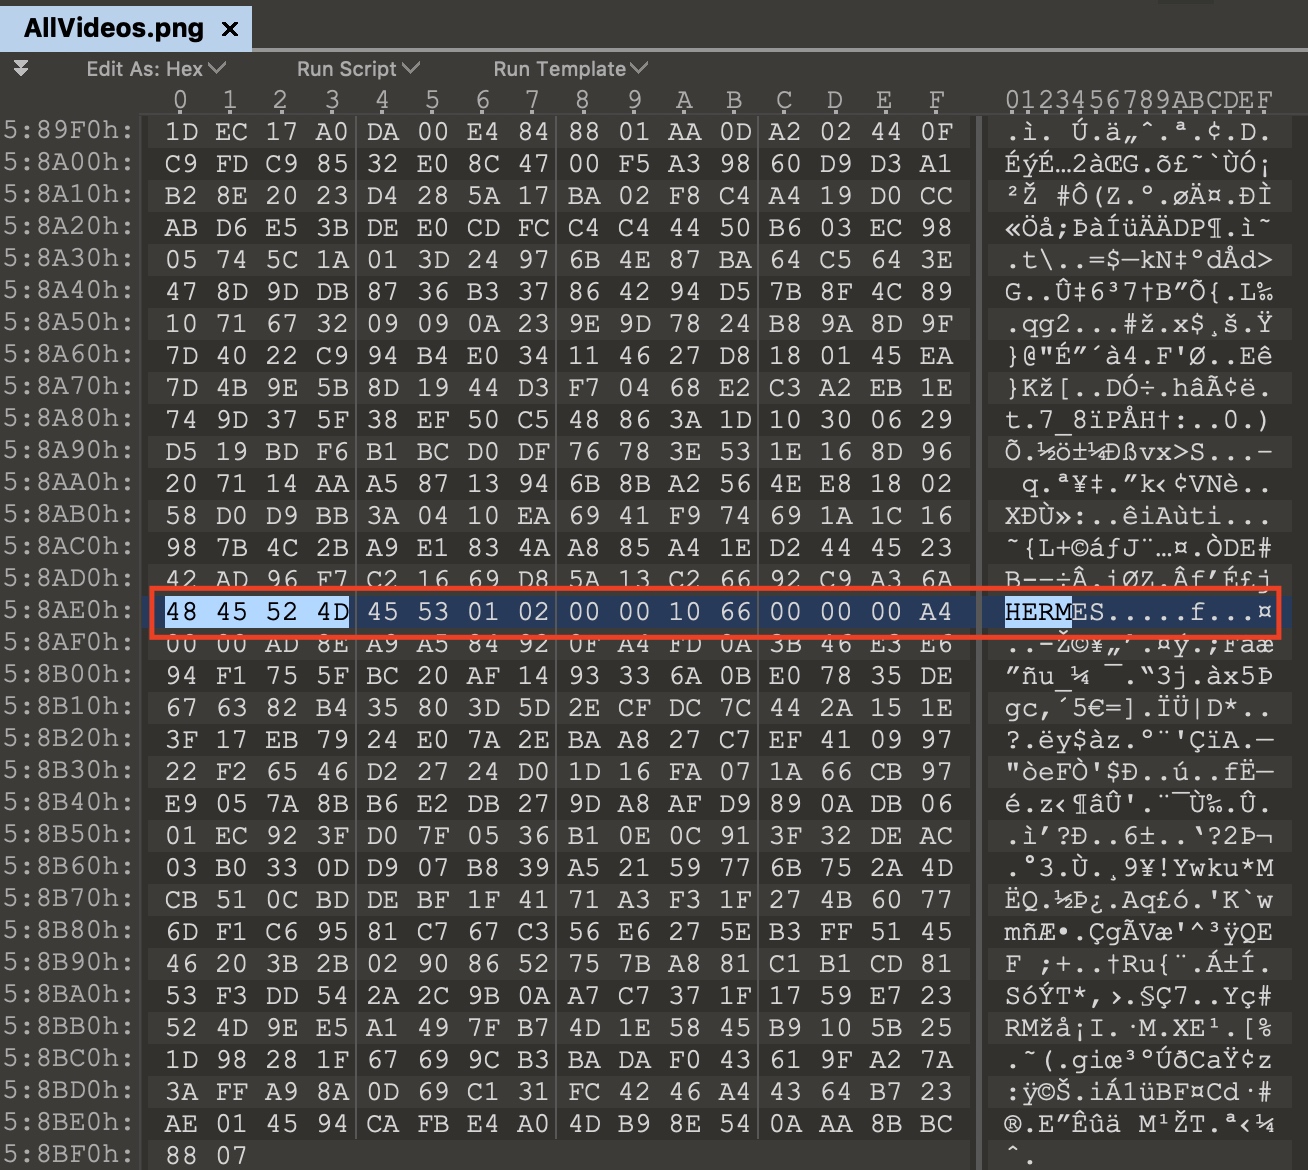 AllVideos.png ×
Edit As: Hex Run Script Run Template
0 1 2 3 4 5 6 7 8 9 A B C D E F 0123456789ABCDEF
5:89F0h: 1D EC 17 A0 DA 00 E4 84 88 01 AA 0D A2 02 44 0F .ì. Ú.ä„ˆ.ª.¢.D.
5:8A00h: C9 FD C9 85 32 E0 8C 47 00 F5 A3 98 60 D9 D3 A1 ÉýÉ…2àŒG.õ£˜`ÙÓ¡
5:8A10h: B2 8E 20 23 D4 28 5A 17 BA 02 F8 C4 A4 19 D0 CC ²Ž #Ô(Z.º.øÄ¤.ÐÌ
5:8A20h: AB D6 E5 3B DE E0 CD FC C4 C4 44 50 B6 03 EC 98 «Öå;ÞàÍüÄÄDP¶.ì˜
5:8A30h: 05 74 5C 1A 01 3D 24 97 6B 4E 87 BA 64 C5 64 3E .t\..=$—kN‡ºdÅd>
5:8A40h: 47 8D 9D DB 87 36 B3 37 86 42 94 D5 7B 8F 4C 89 G..Û‡6³7†B”Õ{.L‰
5:8A50h: 10 71 67 32 09 09 0A 23 9E 9D 78 24 B8 9A 8D 9F .qg2...#ž.x$¸š.Ÿ
5:8A60h: 7D 40 22 C9 94 B4 E0 34 11 46 27 D8 18 01 45 EA }@"É”´à4.F'Ø..Eê
5:8A70h: 7D 4B 9E 5B 8D 19 44 D3 F7 04 68 E2 C3 A2 EB 1E }Kž[..DÓ÷.hâÃ¢ë.
5:8A80h: 74 9D 37 5F 38 EF 50 C5 48 86 3A 1D 10 30 06 29 t.7_8ïPÅH†:..0.)
5:8A90h: D5 19 BD F6 B1 BC D0 DF 76 78 3E 53 1E 16 8D 96 Õ.½ö±¼Ðßvx>S...–
5:8AA0h: 20 71 14 AA A5 87 13 94 6B 8B A2 56 4E E8 18 02 q.ª¥‡.”k‹¢VNè..
5:8AB0h: 58 D0 D9 BB 3A 04 10 EA 69 41 F9 74 69 1A 1C 16 XÐÙ»:..êiAùti...
5:8AC0h: 98 7B 4C 2B A9 E1 83 4A A8 85 A4 1E D2 44 45 23 ˜{L+©áƒJ¨…¤.ÒDE#
5:8AD0h: 42 AD 96 F7 C2 16 69 D8 5A 13 C2 66 92 C9 A3 6A B-–÷Â.iØZ.Âf’É£j
5:8AE0h: 48 45 52 4D 45 53 01 02 00 00 10 66 00 00 00 A4 HERMES.....f...¤
5:8AF0h: 00 00 AD 8E A9 A5 84 92 0F A4 FD 0A 3B 46 E3 E6 ..-Ž©¥„’.¤ý.;Fãæ
5:8B00h: 94 F1 75 5F BC 20 AF 14 93 33 6A 0B E0 78 35 DE ”ñu_¼ ¯.“3j.àx5Þ
5:8B10h: 67 63 82 B4 35 80 3D 5D 2E CF DC 7C 44 2A 15 1E gc‚´5€=].ÏÜ|D*..
5:8B20h: 3F 17 EB 79 24 E0 7A 2E BA A8 27 C7 EF 41 09 97 ?.ëy$àz.º¨'ÇïA.—
5:8B30h: 22 F2 65 46 D2 27 24 D0 1D 16 FA 07 1A 66 CB 97 "òeFÒ'$Ð..ú..fË—
5:8B40h: E9 05 7A 8B B6 E2 DB 27 9D A8 AF D9 89 0A DB 06 é.z‹¶âÛ'.¨¯Ù‰.Û.
5:8B50h: 01 EC 92 3F D0 7F 05 36 B1 0E 0C 91 3F 32 DE AC .ì’?Ð..6±..‘?2Þ¬
5:8B60h: 03 B0 33 0D D9 07 B8 39 A5 21 59 77 6B 75 2A 4D .°3.Ù.¸9¥!Ywku*M
5:8B70h: CB 51 0C BD DE BF 1F 41 71 A3 F3 1F 27 4B 60 77 ËQ.½Þ¿.Aq£ó.'K`w
5:8B80h: 6D F1 C6 95 81 C7 67 C3 56 E6 27 5E B3 FF 51 45 mñÆ•.ÇgÃVæ'^³ÿQE
5:8B90h: 46 20 3B 2B 02 90 86 52 75 7B A8 81 C1 B1 CD 81 F ;+..†Ru{¨.Á±Í.
5:8BA0h: 53 F3 DD 54 2A 2C 9B 0A A7 C7 37 1F 17 59 E7 23 SóÝT*,›.§Ç7..Yç#
5:8BB0h: 52 4D 9E E5 A1 49 7F B7 4D 1E 58 45 B9 10 5B 25 RMžå¡I.·M.XE¹.[%
5:8BC0h: 1D 98 28 1F 67 69 9C B3 BA DA F0 43 61 9F A2 7A .˜(.giœ³ºÚðCaŸ¢z
5:8BD0h: 3A FF A9 8A 0D 69 C1 31 FC 42 46 A4 43 64 B7 23 :ÿ©Š.iÁ1üBF¤Cd·#
5:8BE0h: AE 01 45 94 CA FB E4 A0 4D B9 8E 54 0A AA 8B BC ®.E”Êûä M¹ŽT.ª‹¼
5:8BF0h: 88 07 ˆ.